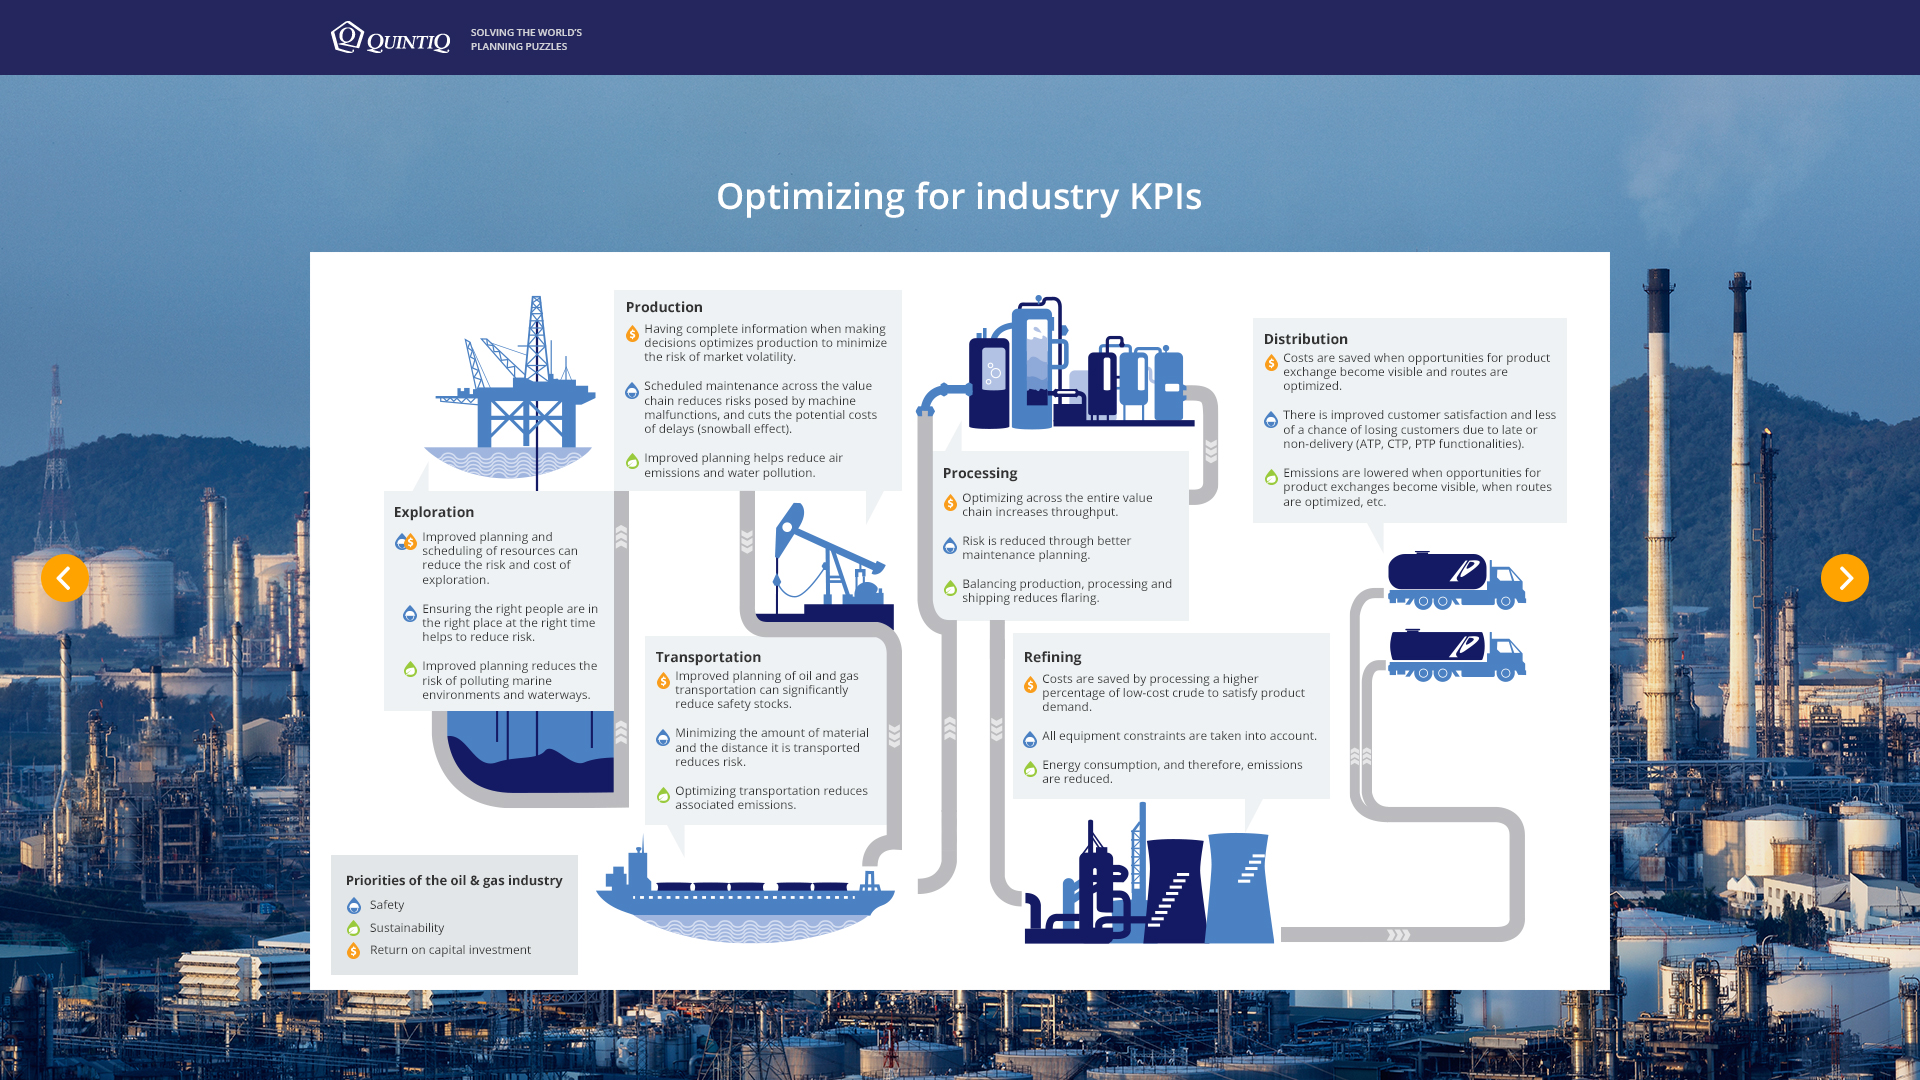 QUINTIQ
SOLVING THE WORLD'S
PLANNING PUZZLES
Optimizing for industry KPIs
Production
Having complete information when making
decisions optimizes production to minimize
the risk of market volatility.
Scheduled maintenance across the value
chain reduces risks posed by machine
malfunctions, and cuts the potential costs
of delays (snowball effect).
Improved planning helps reduce air
emissions and water pollution.
Exploration
Improved planning and
scheduling of resources can
reduce the risk and cost of
exploration.
Ensuring the right people are in
the right place at the right time
helps to reduce risk.
Improved planning reduces the
risk of polluting marine
environments and waterways.
Transportation
Improved planning of oil and gas
transportation can significantly
reduce safety stocks.
Minimizing the amount of material
and the distance it is transported
reduces risk.
Optimizing transportation reduces
associated emissions.
Processing
Optimizing across the entire value
chain increases throughput.
Risk is reduced through better
maintenance planning.
Balancing production, processing and
shipping reduces flaring.
Refining
Costs are saved by processing a higher
percentage of low-cost crude to satisfy product
demand.
All equipment constraints are taken into account.
Energy consumption, and therefore, emissions
are reduced.
Distribution
Costs are saved when opportunities for product
exchange become visible and routes are
optimized.
There is improved customer satisfaction and less
of a chance of losing customers due to late or
non-delivery (ATP, CTP, PTP functionalities).
Emissions are lowered when opportunities for
product exchanges become visible, when routes
are optimized, etc.
Priorities of the oil & gas industry
Safety
Sustainability
Return on capital investment